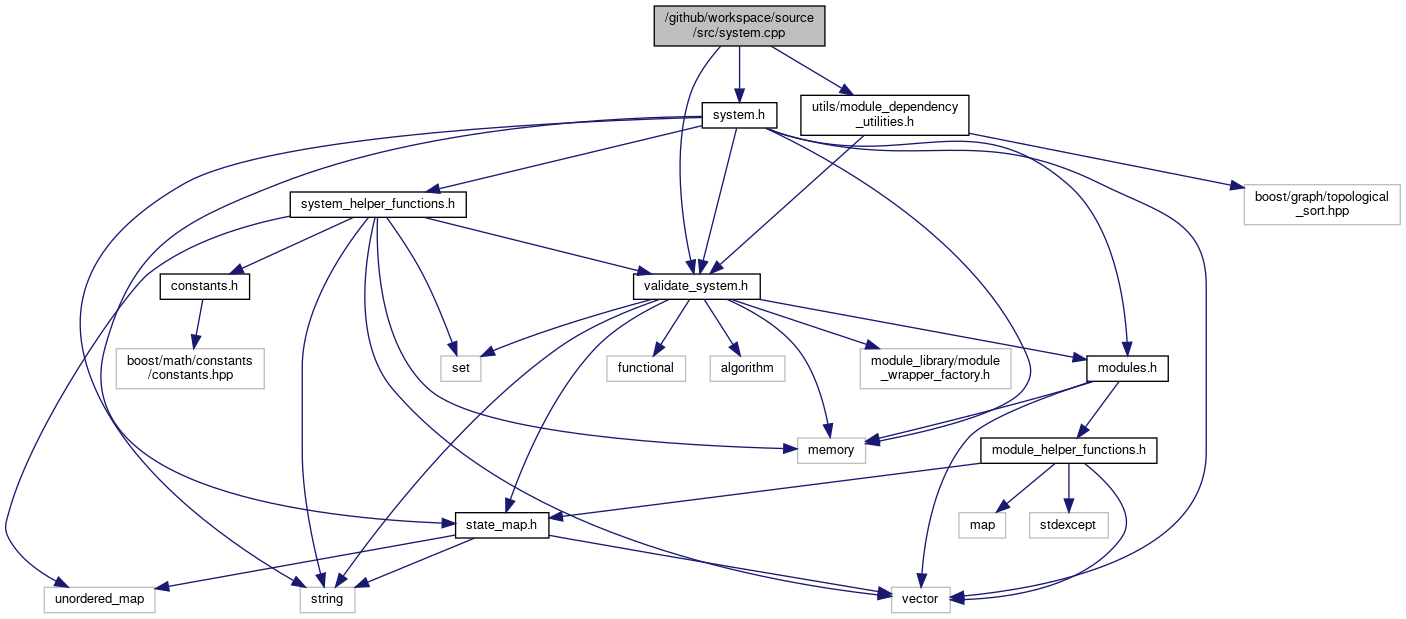 /github/workspace/source
/src/system.cpp
system.h
utils/module_dependency
_utilities.h
system_helper_functions.h
boost/graph/topological
_sort.hpp
constants.h
validate_system.h
boost/math/constants
/constants.hpp
set
functional
algorithm
module_library/module
_wrapper_factory.h
modules.h
memory
module_helper_functions.h
state_map.h
map
stdexcept
unordered_map
string
vector